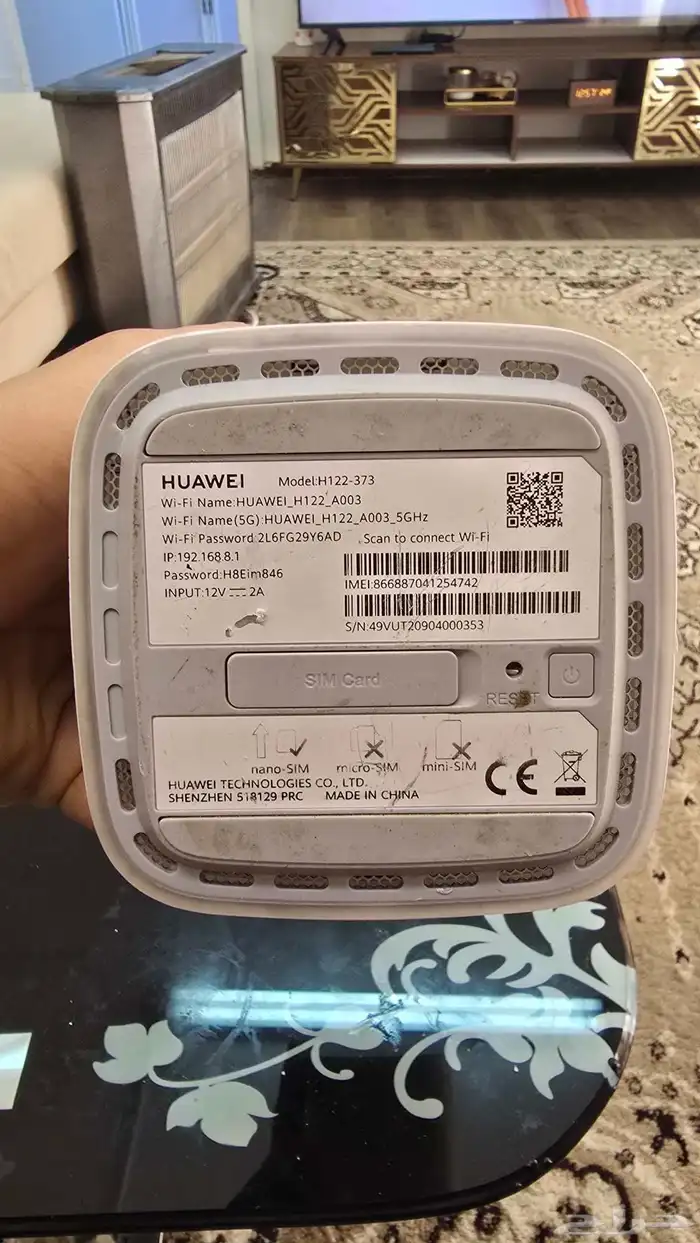 HUAWEI Model:H122-373
Wi-Fi Name:HUAWEI_H122_A003
Wi-Fi Name(5G):HUAWEI_H122_A003_5GHz
Wi-Fi Password:2L6FG29Y6AD Scan to connect Wi-Fi
IP:192.168.8.1
Password:H8Eim846
IMEI:866887041254742
INPUT:12V 2A
S/N:49VUT20904000353
SIM Card
RESET
nano-SIM micro-SIM mini-SIM
HUAWEI TECHNOLOGIES CO., LTD.
SHENZHEN 518129 PRC MADE IN CHINA
CE
حراج